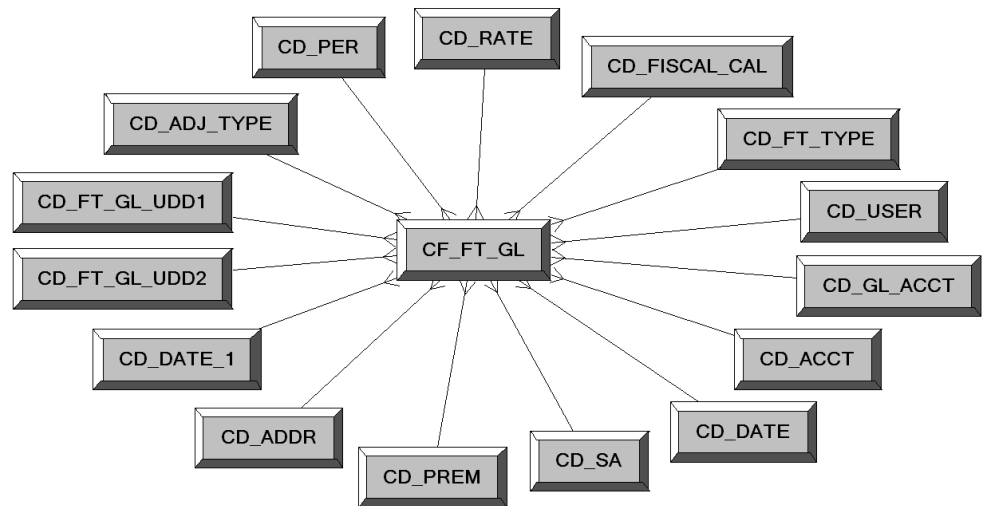 CD_RATE
CD_PER
CD_FISCAL_CAL
CD_ADJ_TYPE
CD_FT_TYPE
CD_FT_GL_UDD1
CD_USER
CF_FT_GL
CD_FT_GL_UDD2
CD_GL_ACCT
CD_DATE_1
CD_ACCT
CD_ADDR
CD_DATE
CD_PREM
CD_SA